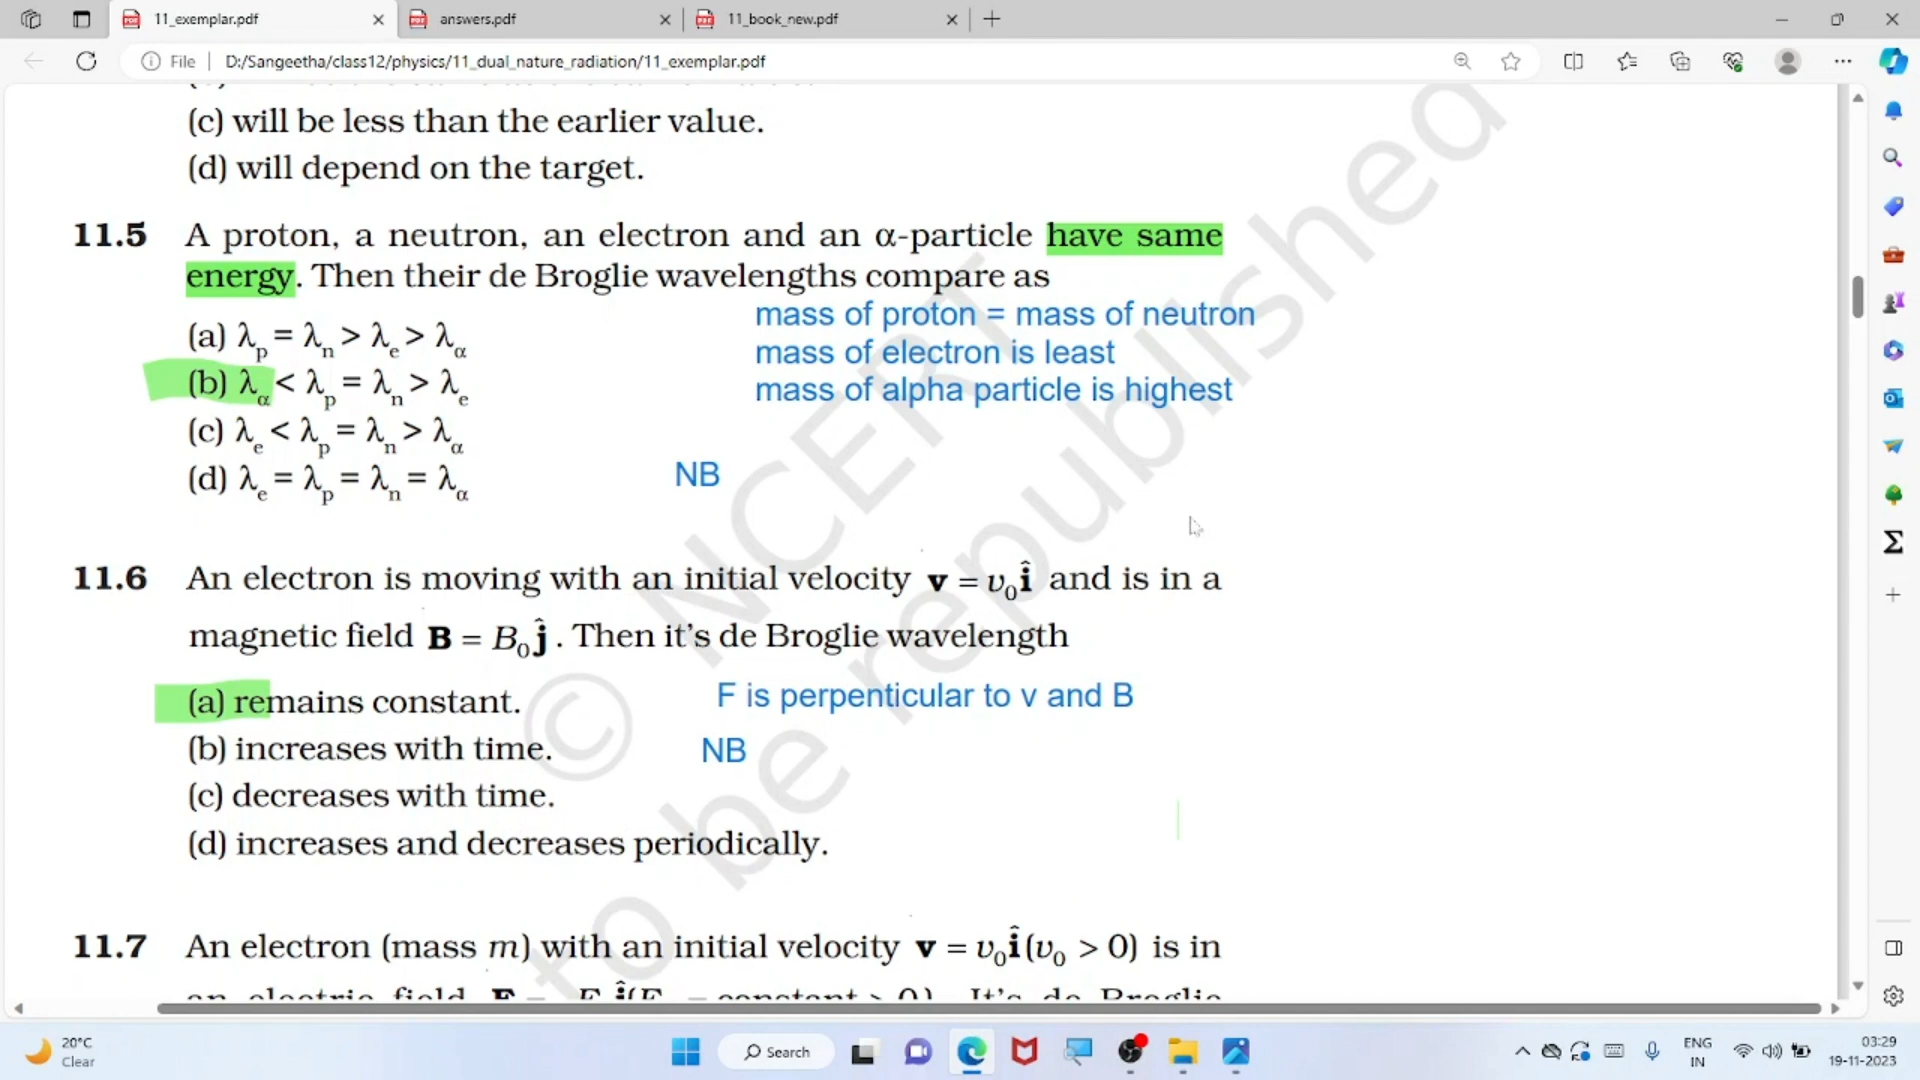 11_exemplar.pdf
answers.pdf
11_book_new.pdf
File
D:/Sangeetha/class12/physics/11_dual_nature_radiation/11_exemplar.pdf
(c) will be less than the earlier value.
(d) will depend on the target.
11.5 A proton, a neutron, an electron and an α-particle have same
energy. Then their de Broglie wavelengths compare as
mass of proton = mass of neutron
(a) λp = λn > λe > λα
mass of electron is least
(b) λα < λp = λn > λe
mass of alpha particle is highest
(c) λe < λp = λn > λα
(d) λe = λp = λn = λα
NB
11.6 An electron is moving with an initial velocity v = v0î and is in a
magnetic field B = B0ĵ. Then it's de Broglie wavelength
(a) remains constant.
F is perpenticular to v and B
(b) increases with time.
NB
(c) decreases with time.
(d) increases and decreases periodically.
11.7 An electron (mass m) with an initial velocity v = v0î (v0 > 0) is in
© NCERT
to be republished
20°C
Clear
Search
ENG
IN
03:29
19-11-2023